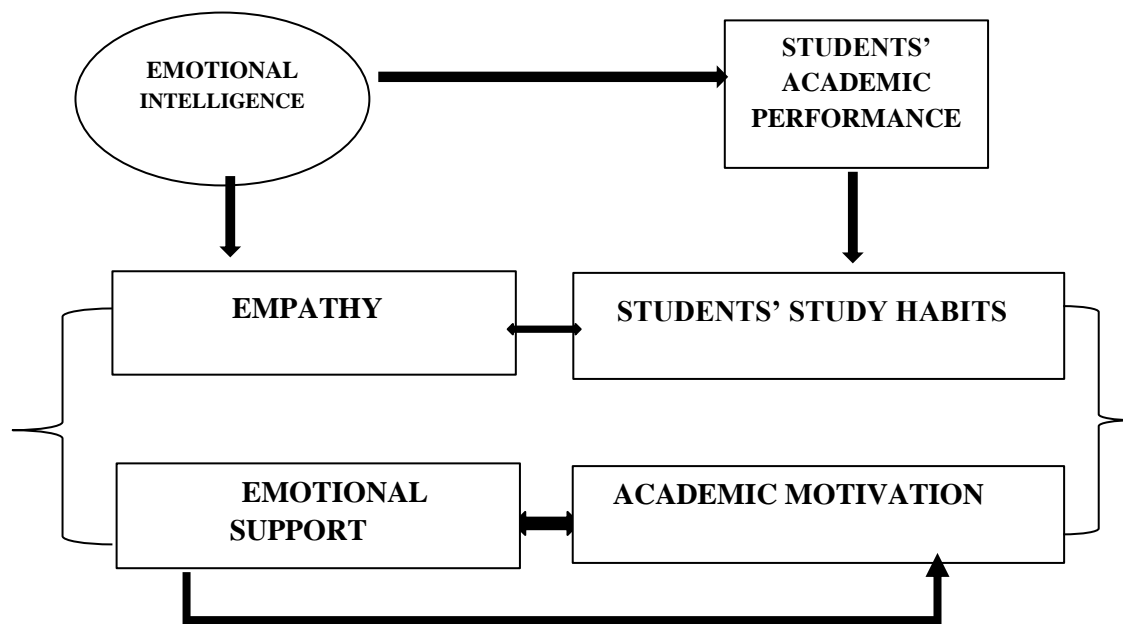 EMOTIONAL
INTELLIGENCE
STUDENTS’
ACADEMIC
PERFORMANCE
EMPATHY
STUDENTS’ STUDY HABITS
EMOTIONAL
SUPPORT
ACADEMIC MOTIVATION